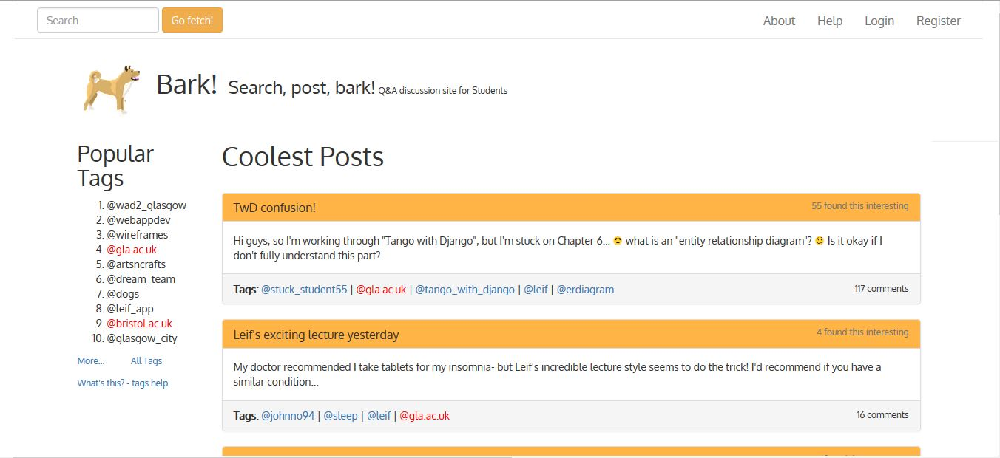 Search Go fetch! About Help Login Register
Bark! Search, post, bark! Q&A discussion site for Students
Popular
Tags
1. @wad2_glasgow
2. @webappdev
3. @wireframes
4. @gla.ac.uk
5. @artsncrafts
6. @dream_team
7. @dogs
8. @leif_app
9. @bristol.ac.uk
10. @glasgow_city
More... All Tags
What's this? - tags help
Coolest Posts
TwD confusion! 55 found this interesting
Hi guys, so I'm working through "Tango with Django", but I'm stuck on Chapter 6... 😕 what is an "entity relationship diagram"? 😕 Is it okay if I
don't fully understand this part?
Tags: @stuck_student55 | @gla.ac.uk | @tango_with_django | @leif | @erdiagram 117 comments
Leif's exciting lecture yesterday 4 found this interesting
My doctor recommended I take tablets for my insomnia- but Leif's incredible lecture style seems to do the trick! I'd recommend if you have a
similar condition...
Tags: @johnno94 | @sleep | @leif | @gla.ac.uk 16 comments